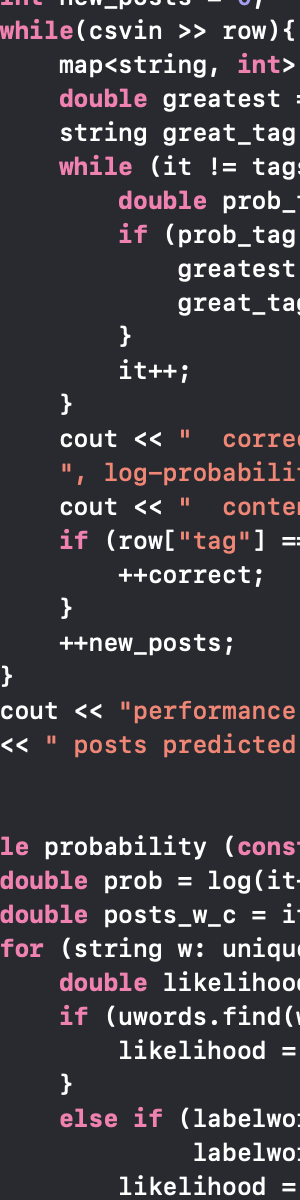 int new_posts = 0;
while(csvin >> row){
map<string, int>
double greatest =
string great_tag
while (it != tags
double prob_t
if (prob_tag
greatest
great_tag
}
it++;
}
cout << "  correc
", log-probabilit
cout << "  conten
if (row["tag"] ==
++correct;
}
++new_posts;
}
cout << "performance
<< " posts predicted
le probability (const
double prob = log(it-
double posts_w_c = it
for (string w: unique
double likelihood
if (uwords.find(w
likelihood =
}
else if (labelwor
labelwor
likelihood =